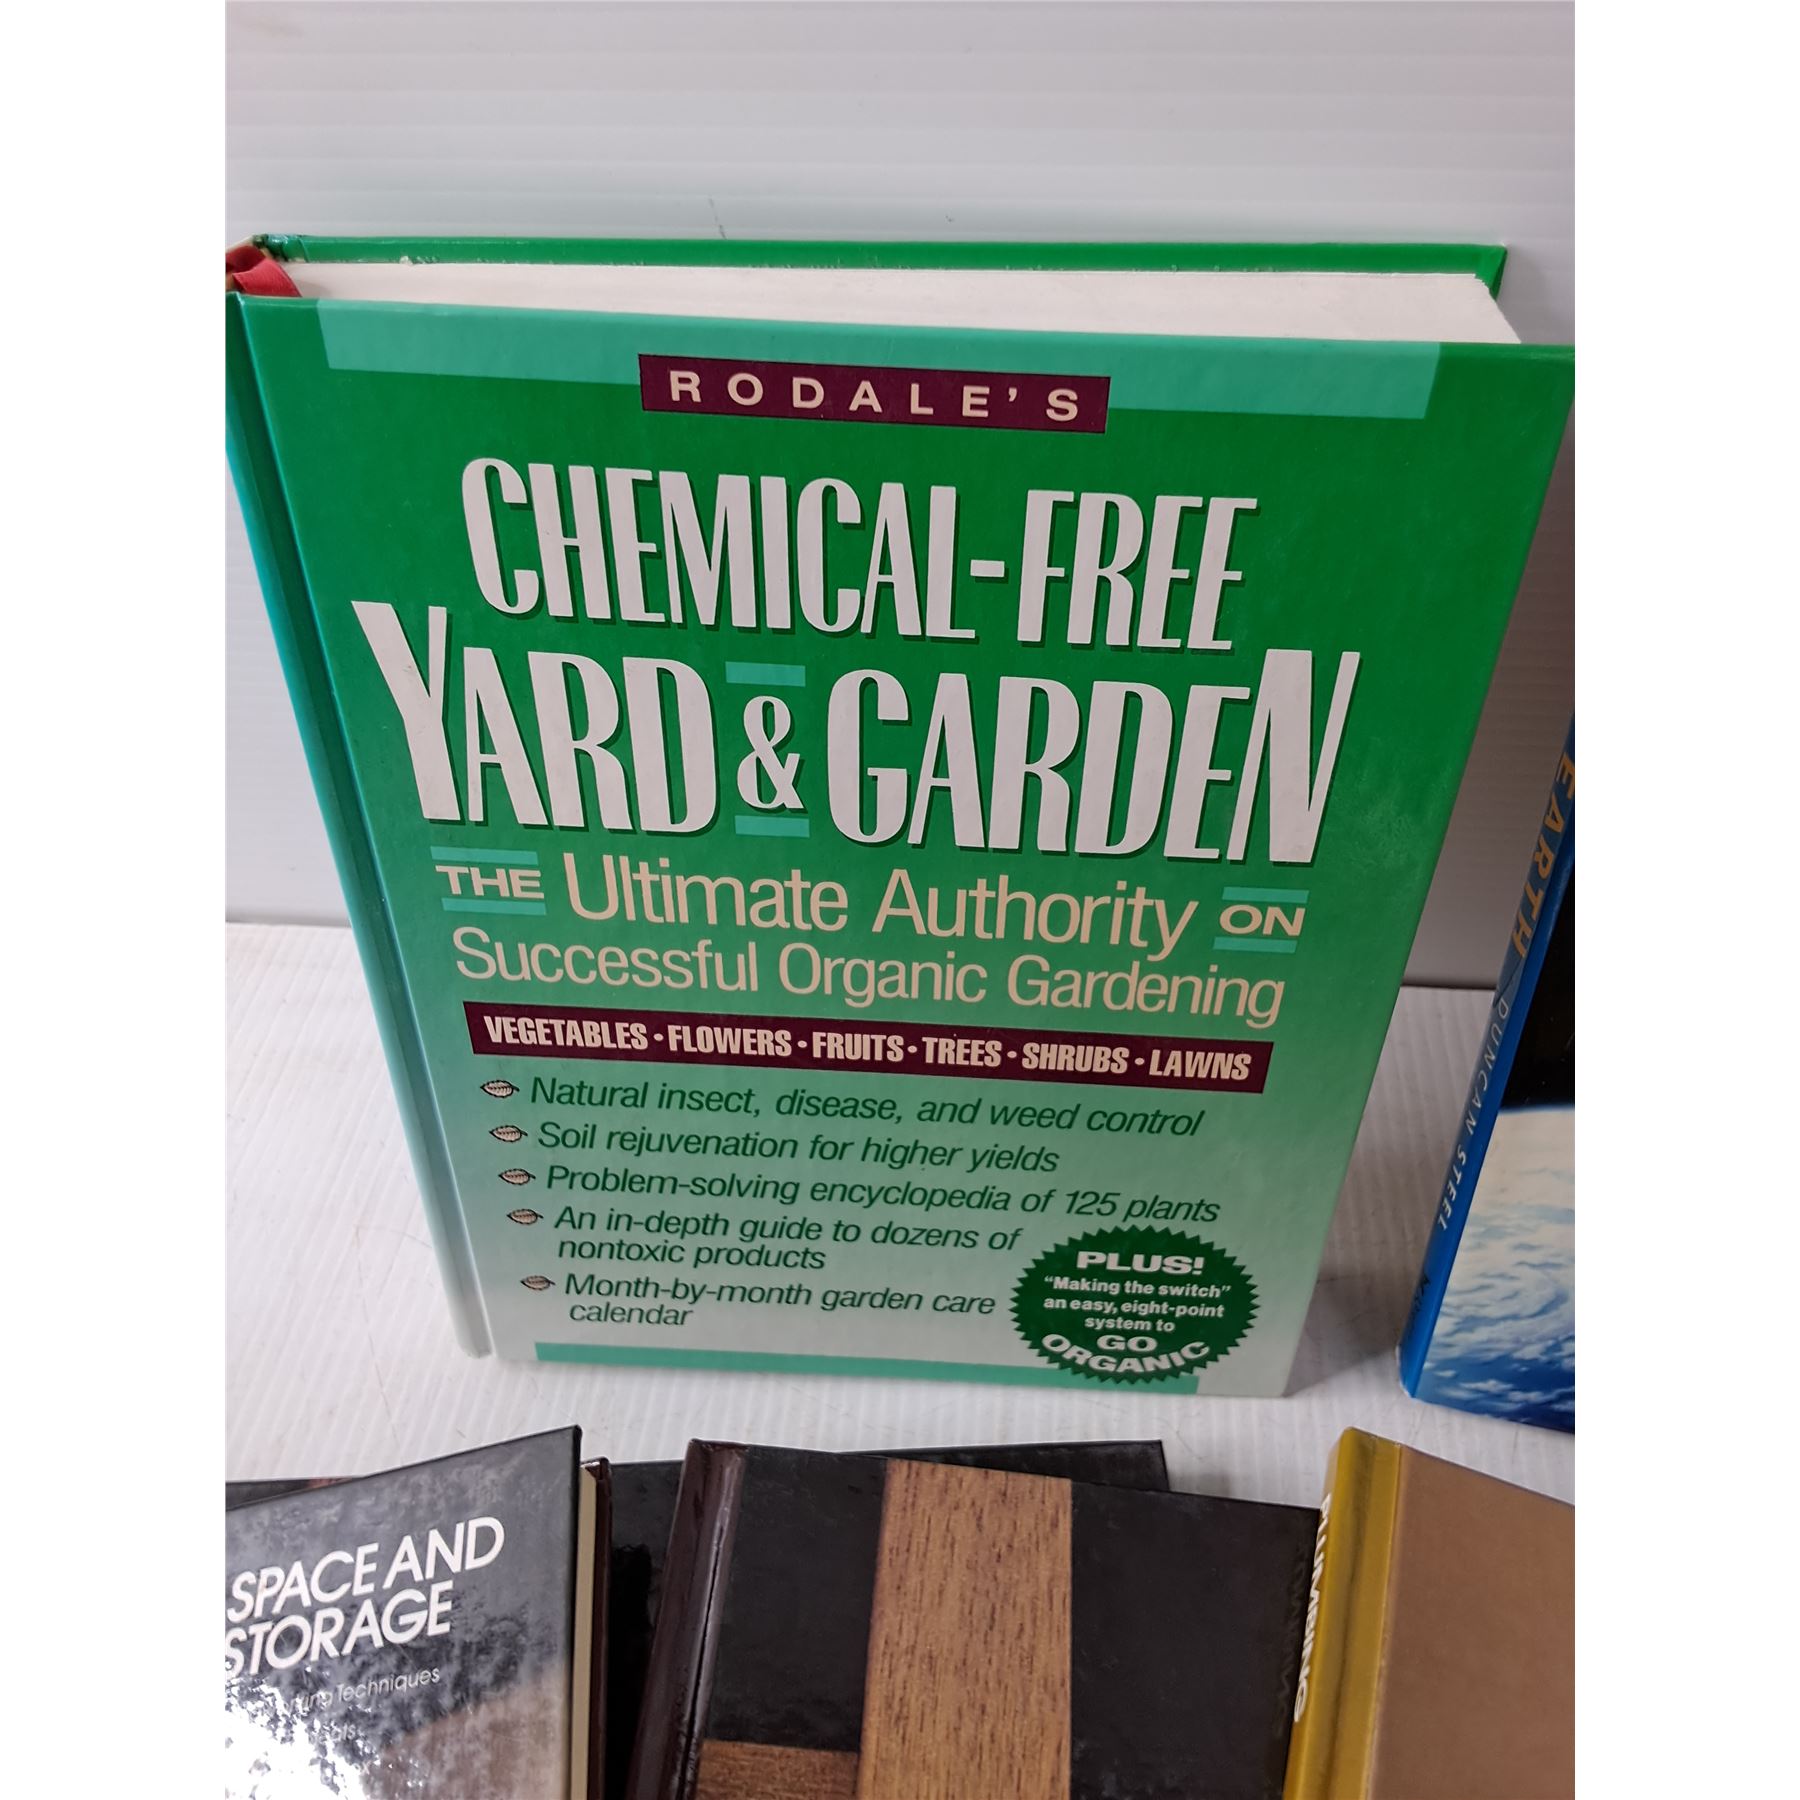 RODALE'S
CHEMICAL-FREE
YARD & GARDEN
THE Ultimate Authority ON
Successful Organic Gardening
VEGETABLES • FLOWERS • FRUITS • TREES • SHRUBS • LAWNS
Natural insect, disease, and weed control
Soil rejuvenation for higher yields
Problem-solving encyclopedia of 125 plants
An in-depth guide to dozens of
nontoxic products
Month-by-month garden care
calendar
PLUS!
"Making the switch"
an easy, eight-point
system to
GO
ORGANIC
EARTH DUNCAN STEEL
SPACE AND
STORAGE
Techniques
PLUMBING